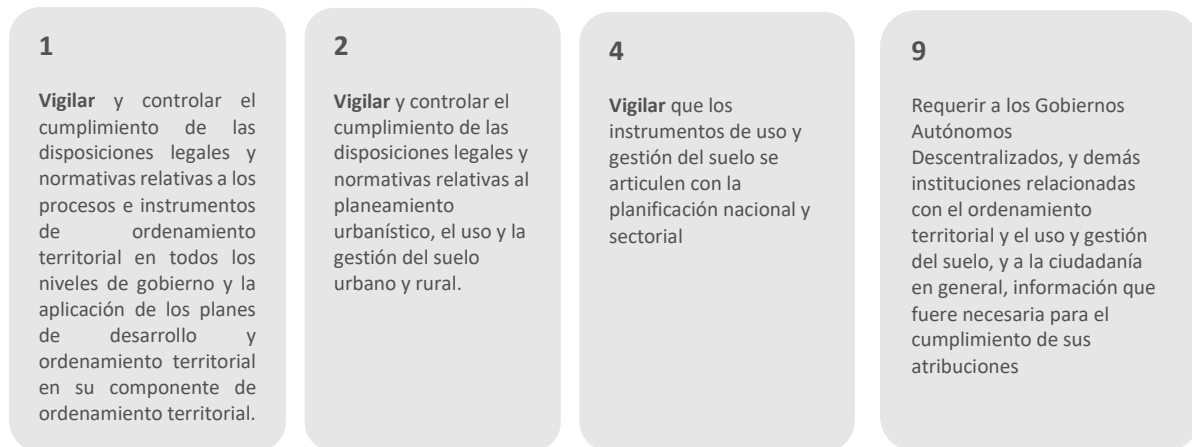 1
Vigilar y controlar el
cumplimiento de las
disposiciones legales y
normativas relativas a los
procesos e instrumentos
de ordenamiento
territorial en todos los
niveles de gobierno y la
aplicación de los planes
de desarrollo y
ordenamiento territorial
en su componente de
ordenamiento territorial.
2
Vigilar y controlar el
cumplimiento de las
disposiciones legales y
normativas relativas al
planeamiento
urbanístico, el uso y la
gestión del suelo
urbano y rural.
4
Vigilar que los
instrumentos de uso y
gestión del suelo se
articulen con la
planificación nacional y
sectorial
9
Requerir a los Gobiernos
Autónomos
Descentralizados, y demás
instituciones relacionadas
con el ordenamiento
territorial y el uso y gestión
del suelo, y a la ciudadanía
en general, información que
fuere necesaria para el
cumplimiento de sus
atribuciones